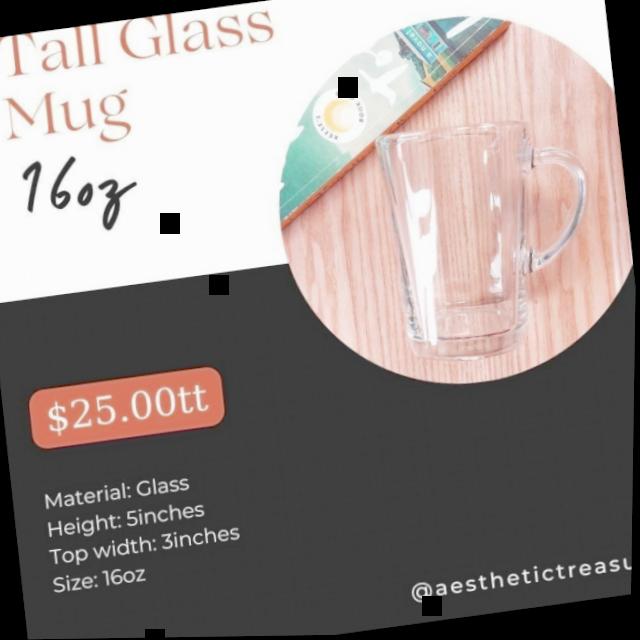 Tall Glass
Mug
16oz
$25.00tt
Material: Glass
Height: 5inches
Top width: 3inches
Size: 16oz